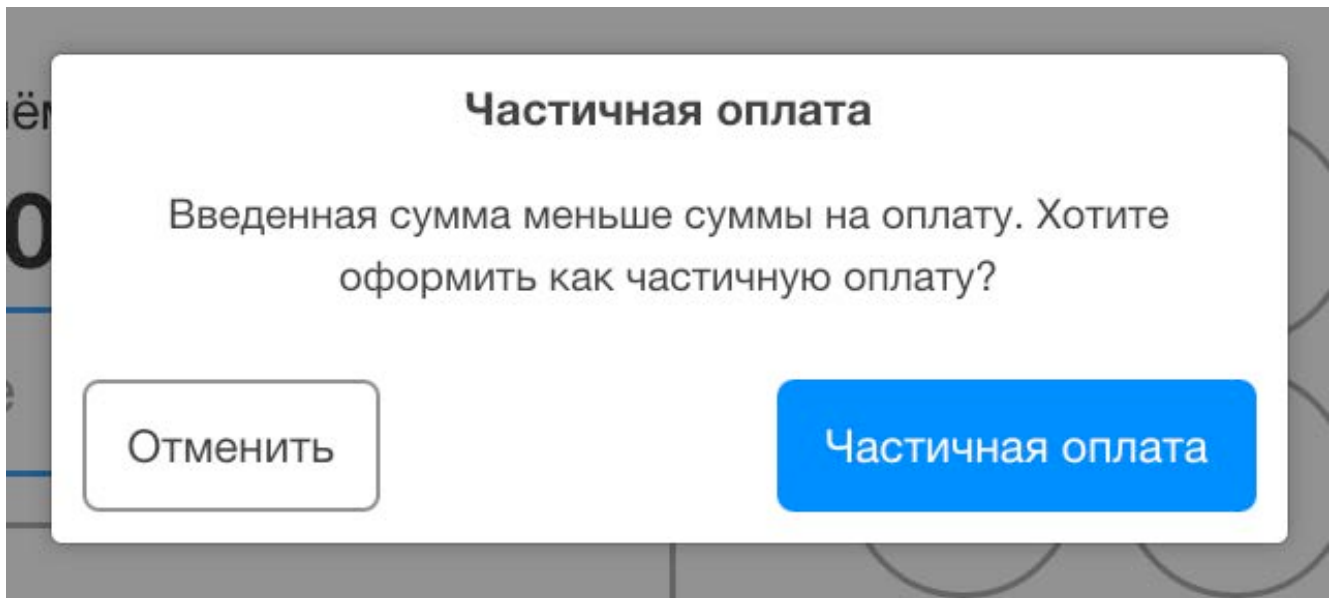 Частичная оплата
Введенная сумма меньше суммы на оплату. Хотите
оформить как частичную оплату?
Отменить
Частичная оплата